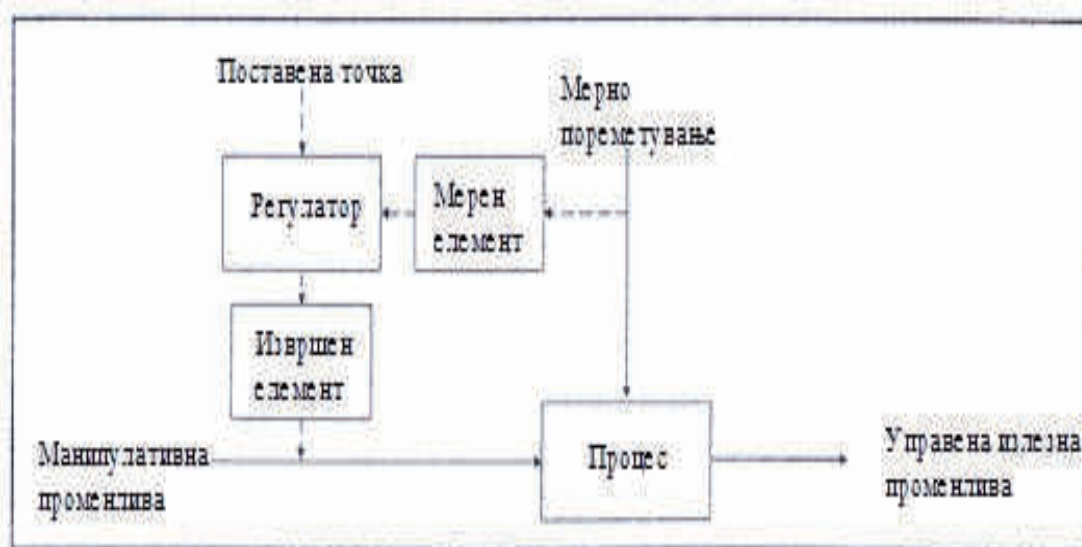 Поставена точка
Мерно
пореметување
Регулатор
Мерен
елемент
Извршен
елемент
Манипулативна
променлива
Процес
Управена излезна
променлива